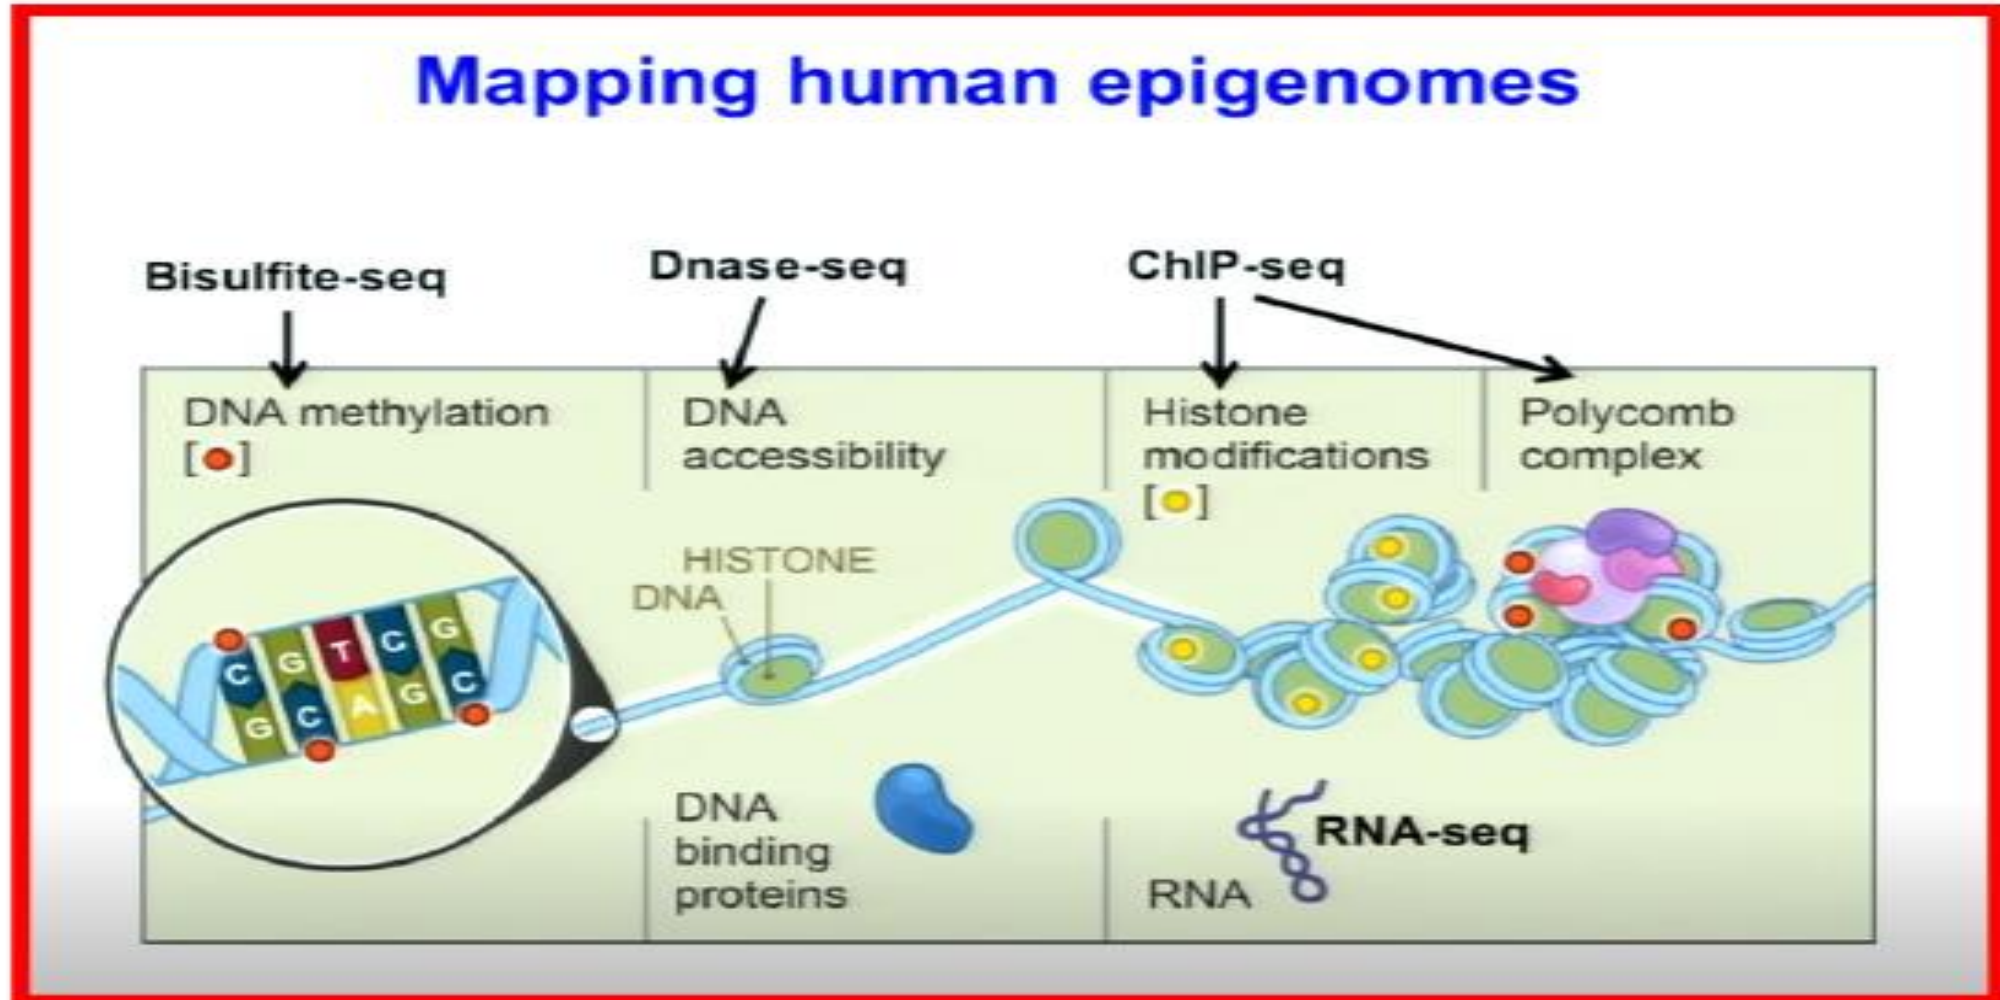 Mapping human epigenomes
Bisulfite-seq
Dnase-seq
ChIP-seq
DNA methylation
[ ]
DNA
accessibility
Histone
modifications
[ ]
Polycomb
complex
HISTONE
DNA
C G T C G
G C A G C
DNA
binding
proteins
RNA-seq
RNA